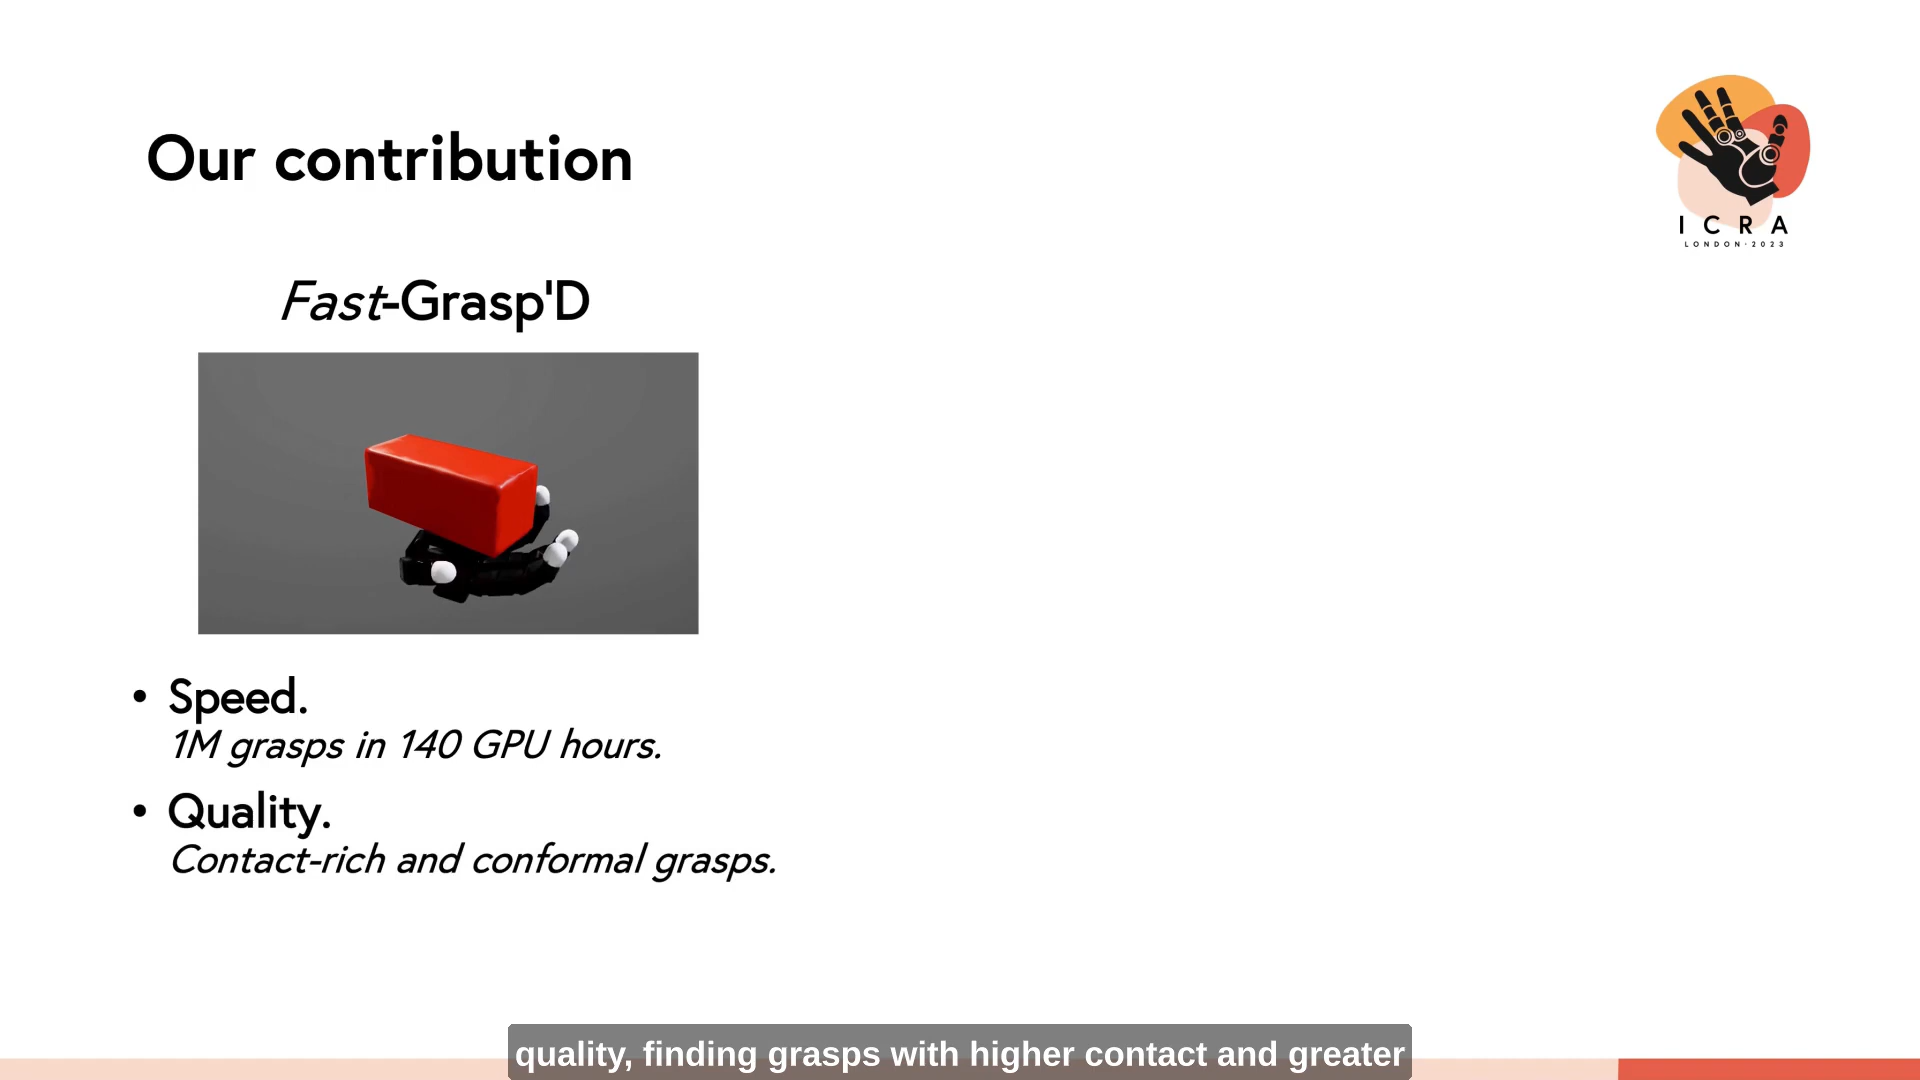 Our contribution
ICRA
LONDON·2023
Fast-Grasp'D
• Speed.
1M grasps in 140 GPU hours.
• Quality.
Contact-rich and conformal grasps.
quality, finding grasps with higher contact and greater